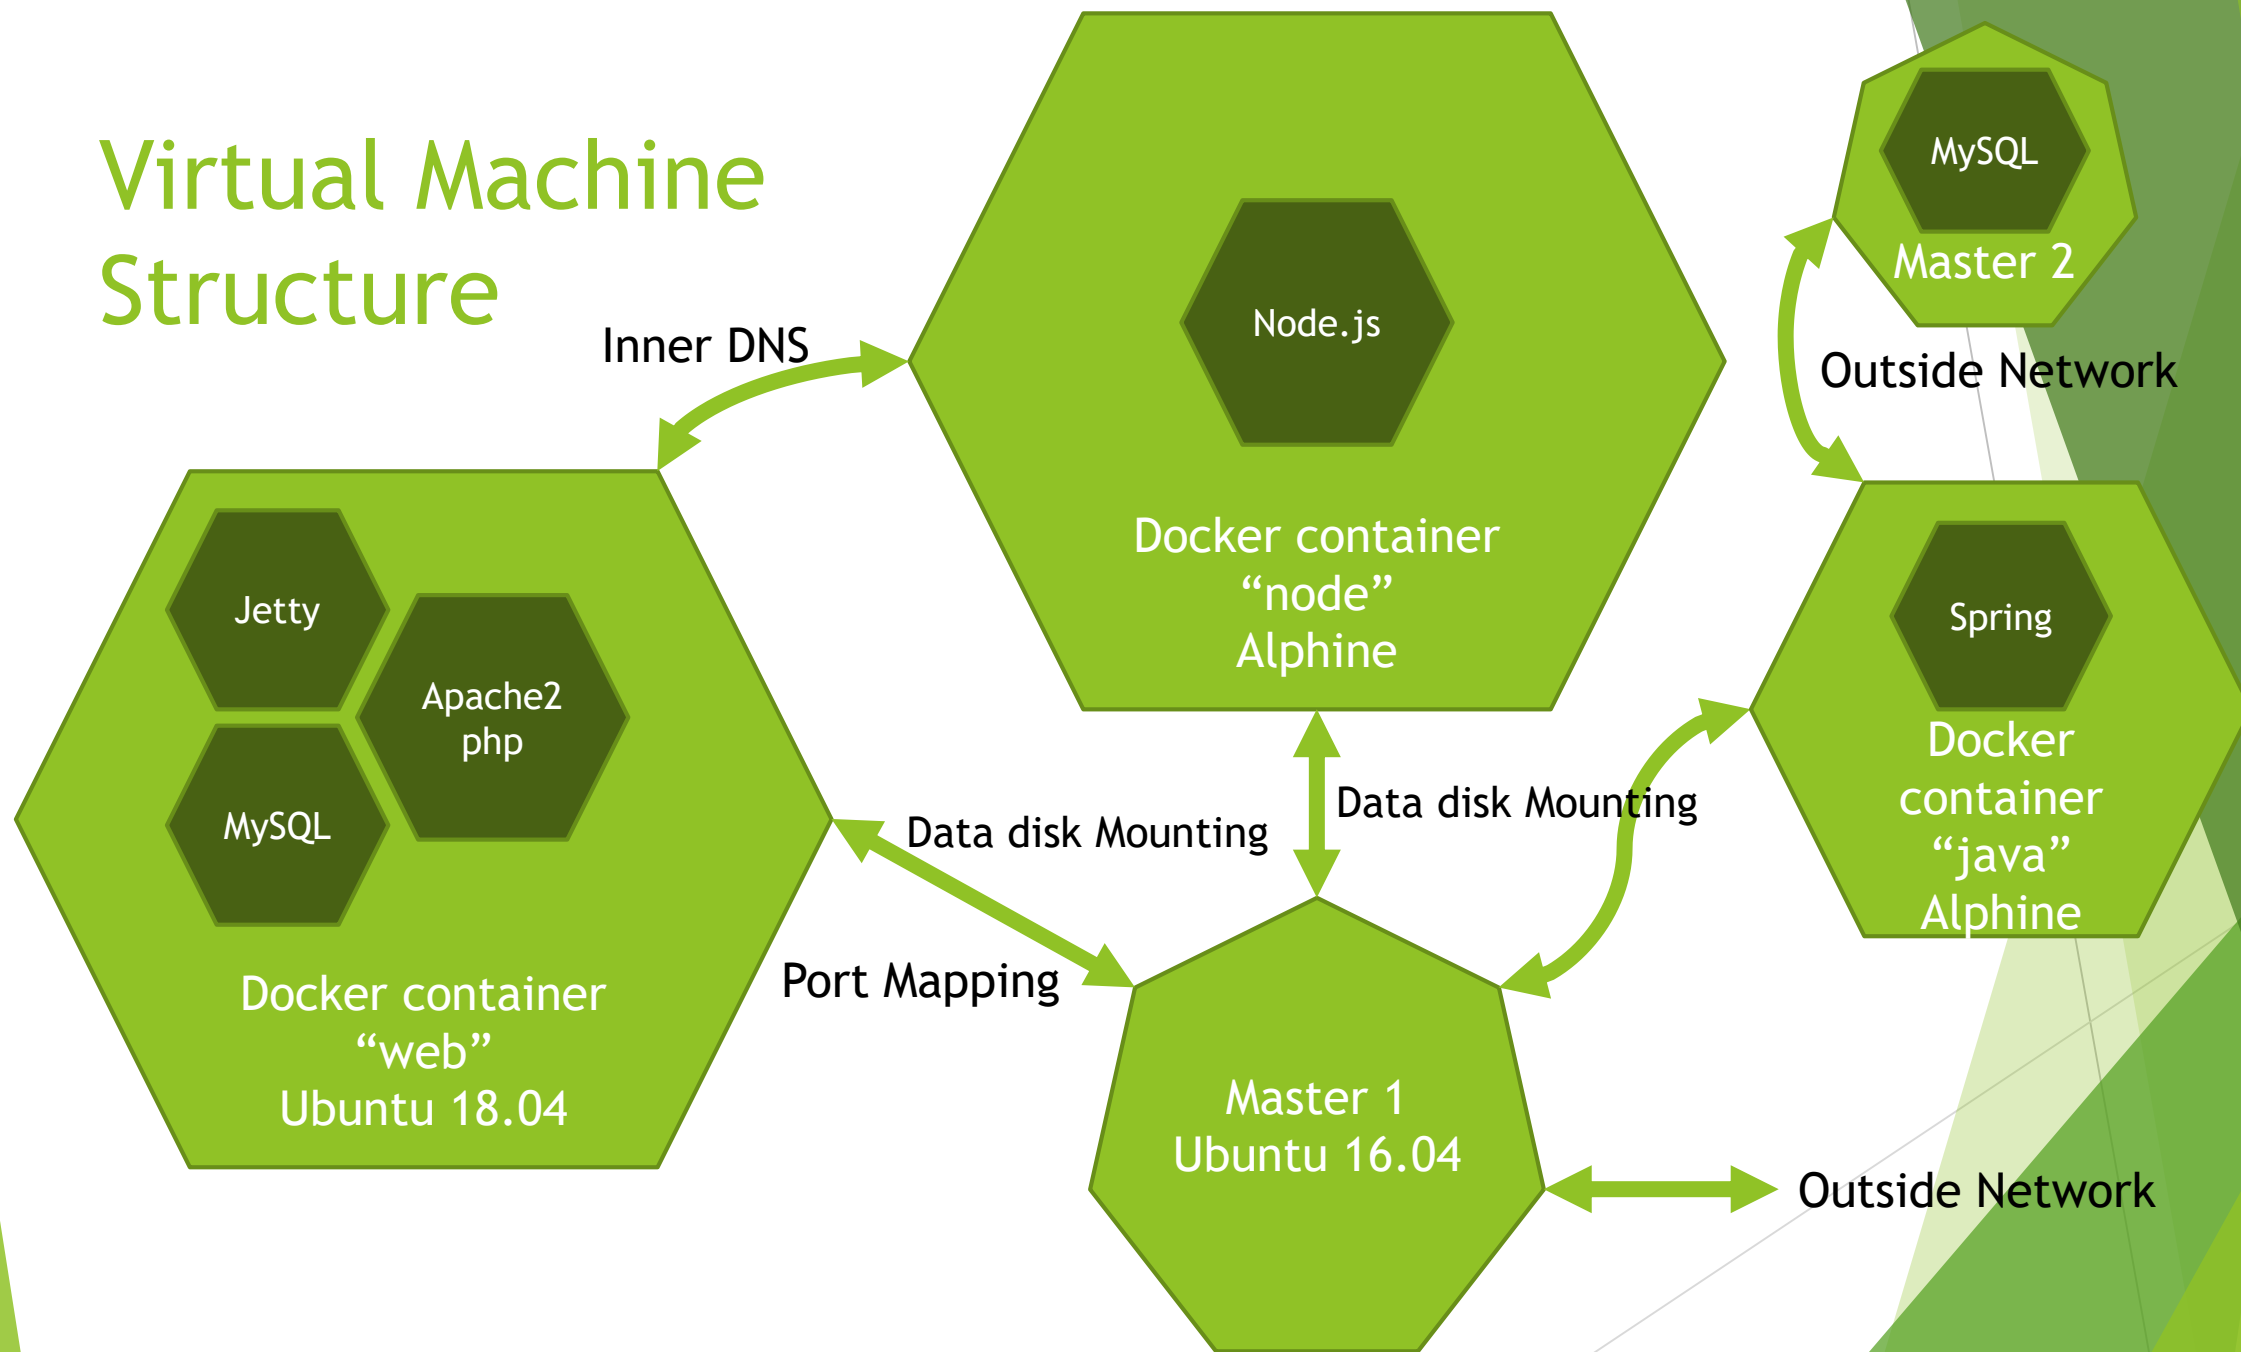 Virtual Machine
Structure
Inner DNS
Node.js
Docker container
“node”
Alphine
MySQL
Master 2
Outside Network
Jetty
Apache2
php
MySQL
Docker container
“web”
Ubuntu 18.04
Spring
Docker
container
“java”
Alphine
Data disk Mounting
Data disk Mounting
Port Mapping
Master 1
Ubuntu 16.04
Outside Network